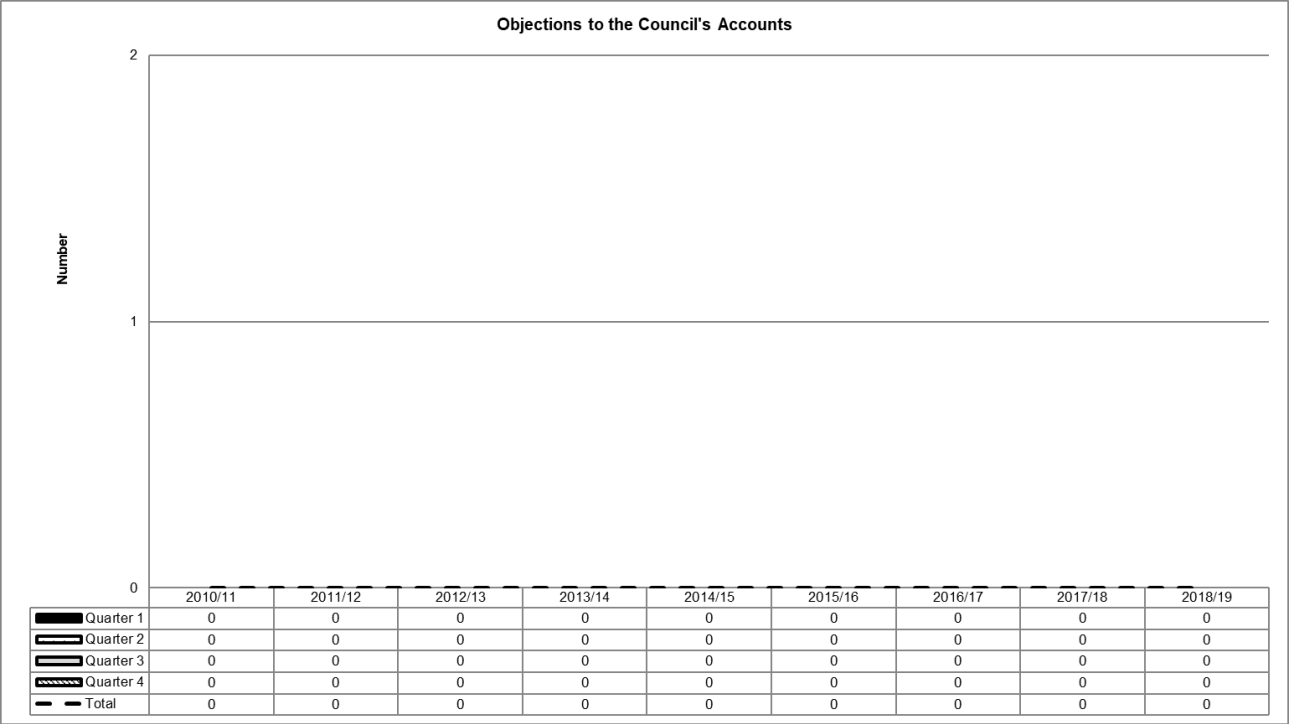 Objections to the Council's Accounts
2
Number
1
0
2010/11 2011/12 2012/13 2013/14 2014/15 2015/16 2016/17 2017/18 2018/19
Quarter 1 0 0 0 0 0 0 0 0 0
Quarter 2 0 0 0 0 0 0 0 0 0
Quarter 3 0 0 0 0 0 0 0 0 0
Quarter 4 0 0 0 0 0 0 0 0 0
Total 0 0 0 0 0 0 0 0 0